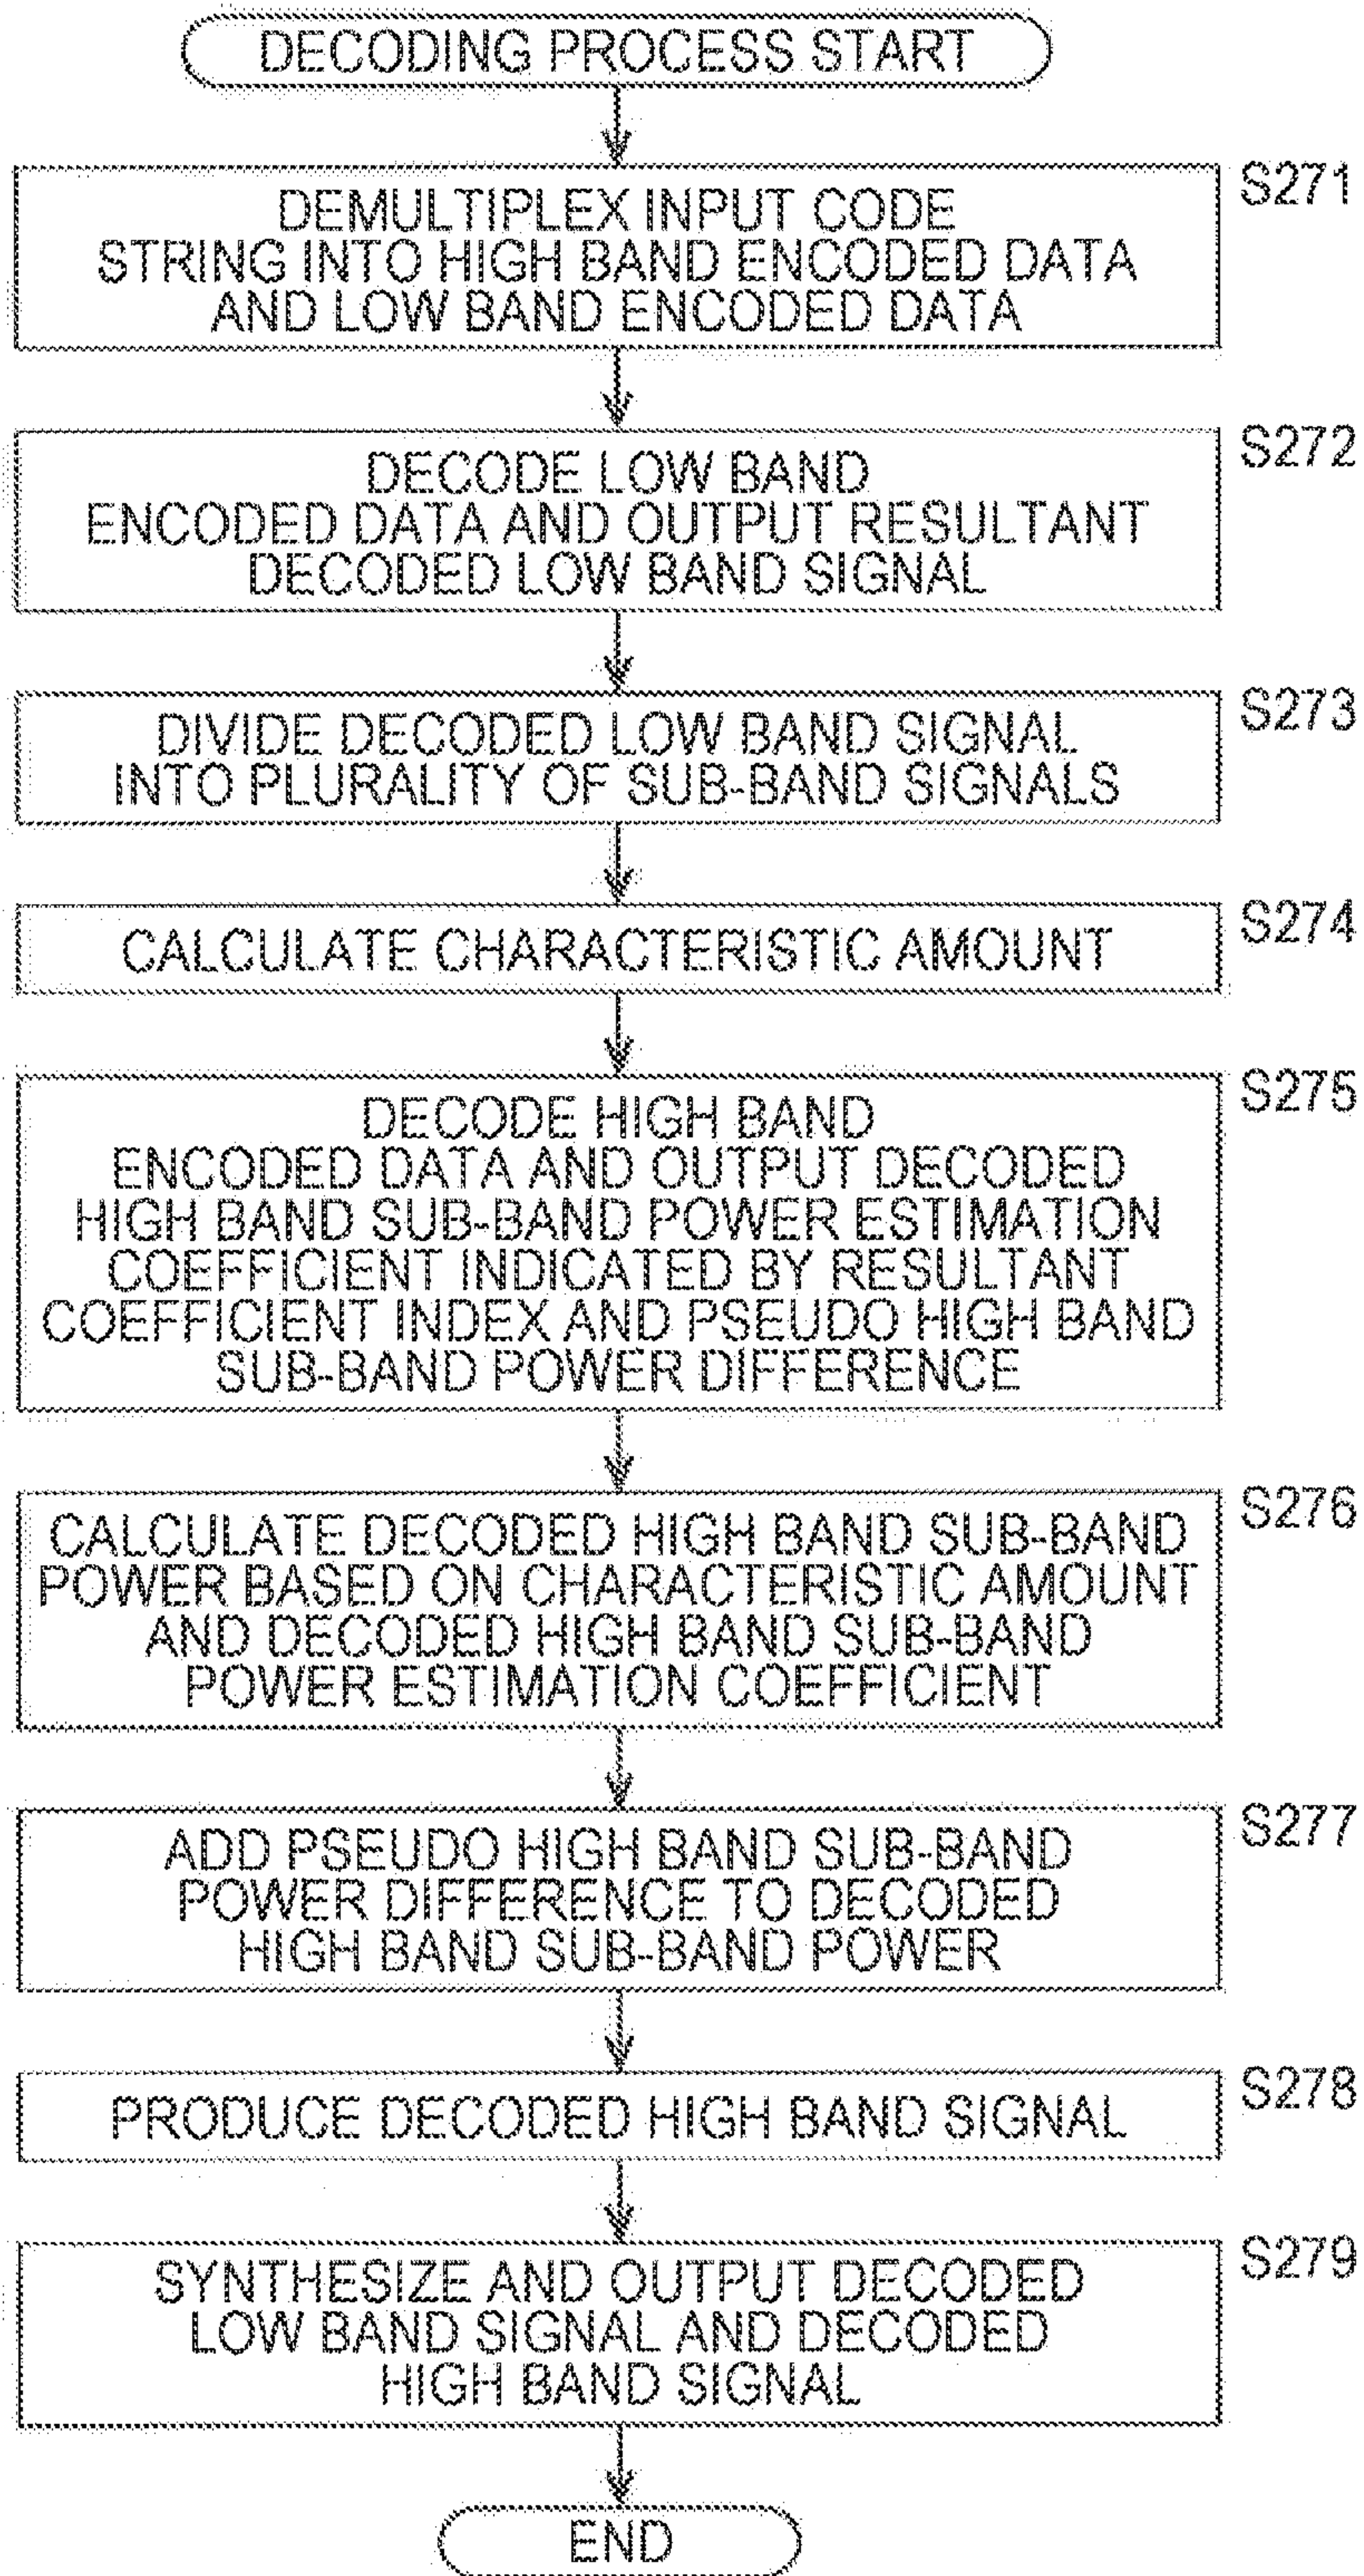 DECODING PROCESS START
S271
DEMULTIPLEX INPUT CODE
STRING INTO HIGH BAND ENCODED DATA
AND LOW BAND ENCODED DATA
S272
DECODE LOW BAND
ENCODED DATA AND OUTPUT RESULTANT
DECODED LOW BAND SIGNAL
S273
DIVIDE DECODED LOW BAND SIGNAL
INTO PLURALITY OF SUB-BAND SIGNALS
S274
CALCULATE CHARACTERISTIC AMOUNT
S275
DECODE HIGH BAND
ENCODED DATA AND OUTPUT DECODED
HIGH BAND SUB-BAND POWER ESTIMATION
COEFFICIENT INDICATED BY RESULTANT
COEFFICIENT INDEX AND PSEUDO HIGH BAND
SUB-BAND POWER DIFFERENCE
S276
CALCULATE DECODED HIGH BAND SUB-BAND
POWER BASED ON CHARACTERISTIC AMOUNT
AND DECODED HIGH BAND SUB-BAND
POWER ESTIMATION COEFFICIENT
S277
ADD PSEUDO HIGH BAND SUB-BAND
POWER DIFFERENCE TO DECODED
HIGH BAND SUB-BAND POWER
S278
PRODUCE DECODED HIGH BAND SIGNAL
S279
SYNTHESIZE AND OUTPUT DECODED
LOW BAND SIGNAL AND DECODED
HIGH BAND SIGNAL
END